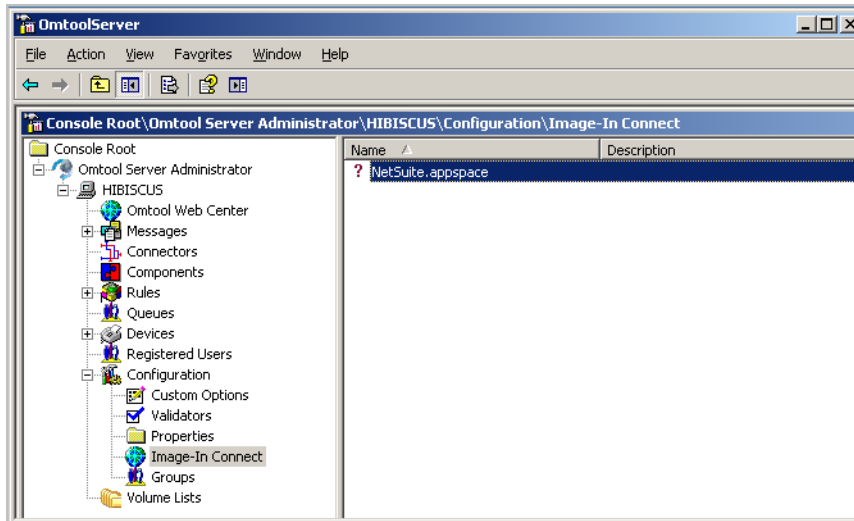 OmtoolServer
File Action View Favorites Window Help
Console Root\Omtool Server Administrator\HIBISCUS\Configuration\Image-In Connect
Console Root
Omtool Server Administrator
HIBISCUS
Omtool Web Center
Messages
Connectors
Components
Rules
Queues
Devices
Registered Users
Configuration
Custom Options
Validators
Properties
Image-In Connect
Groups
Volume Lists
Name Description
? NetSuite.appspace